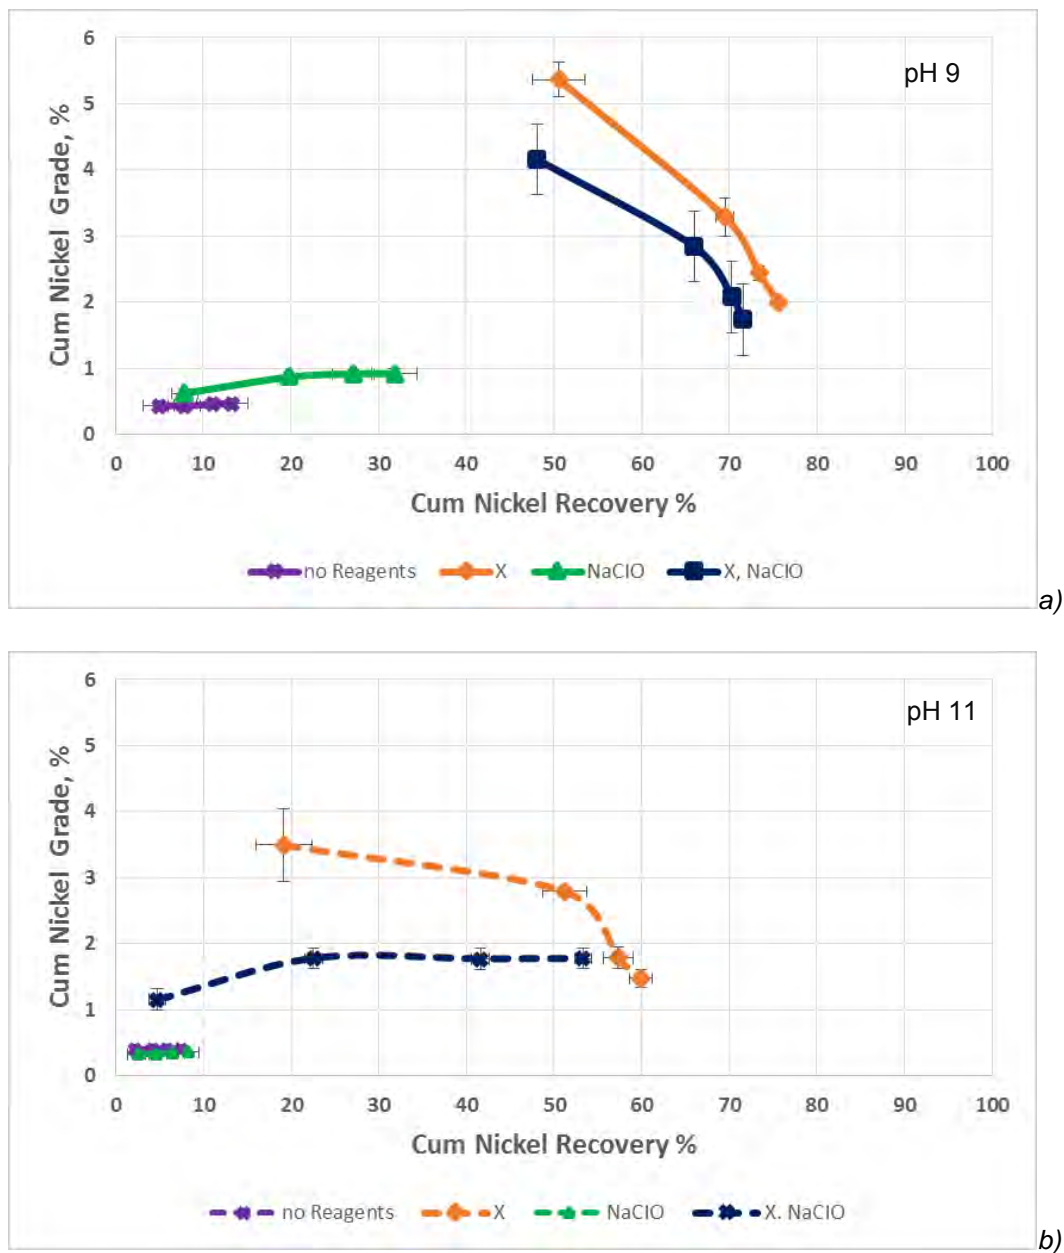 pH 9
6
5
4
3
2
1
0
Cum Nickel Grade, %
0 10 20 30 40 50 60 70 80 90 100
Cum Nickel Recovery %
no Reagents X NaClO X, NaClO
a)
pH 11
6
5
4
3
2
1
0
Cum Nickel Grade, %
0 10 20 30 40 50 60 70 80 90 100
Cum Nickel Recovery %
no Reagents X NaClO X. NaClO
b)